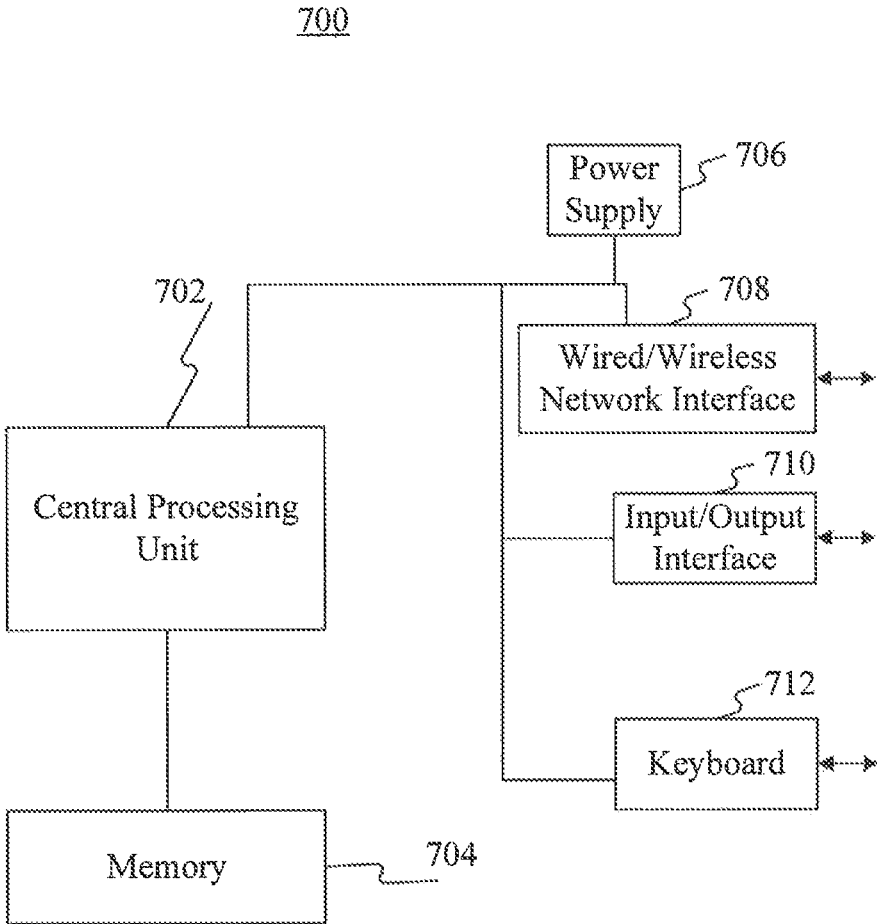 700
706
Power
Supply
702
708
Wired/Wireless
Network Interface
710
Central Processing
Unit
Input/Output
Interface
712
Keyboard
704
Memory